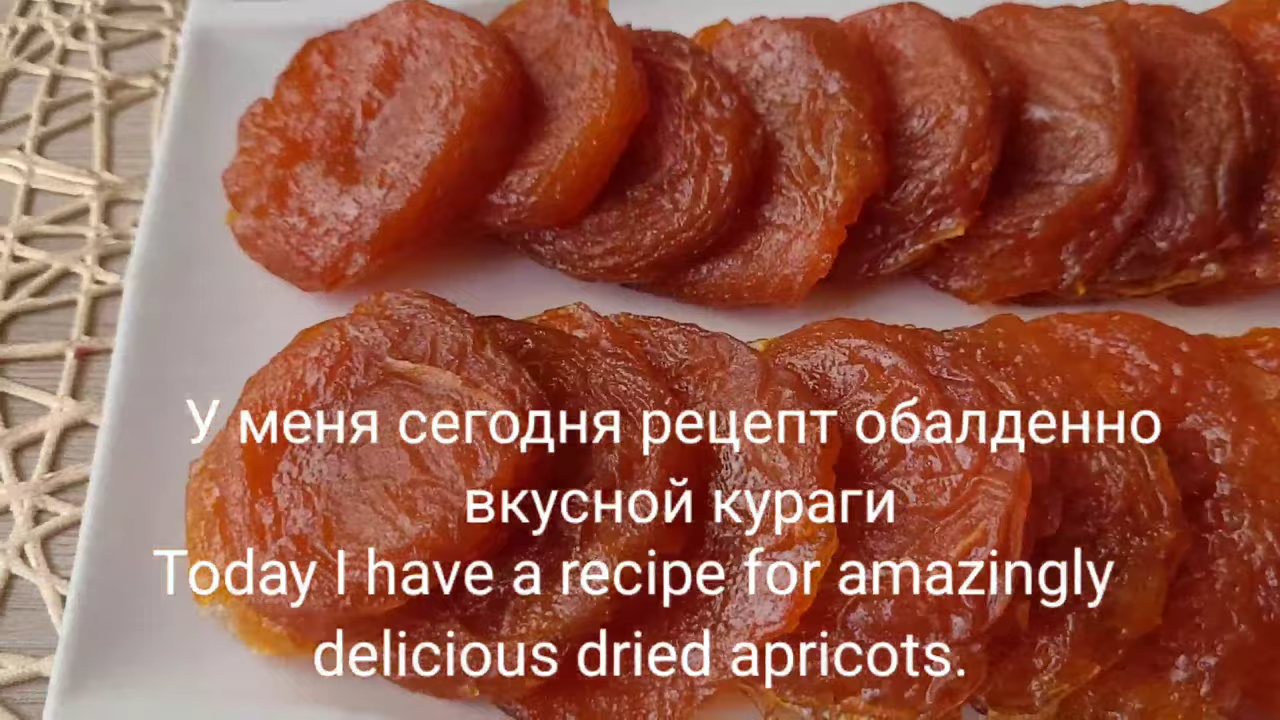 У меня сегодня рецепт обалденно
вкусной кураги
Today I have a recipe for amazingly
delicious dried apricots.